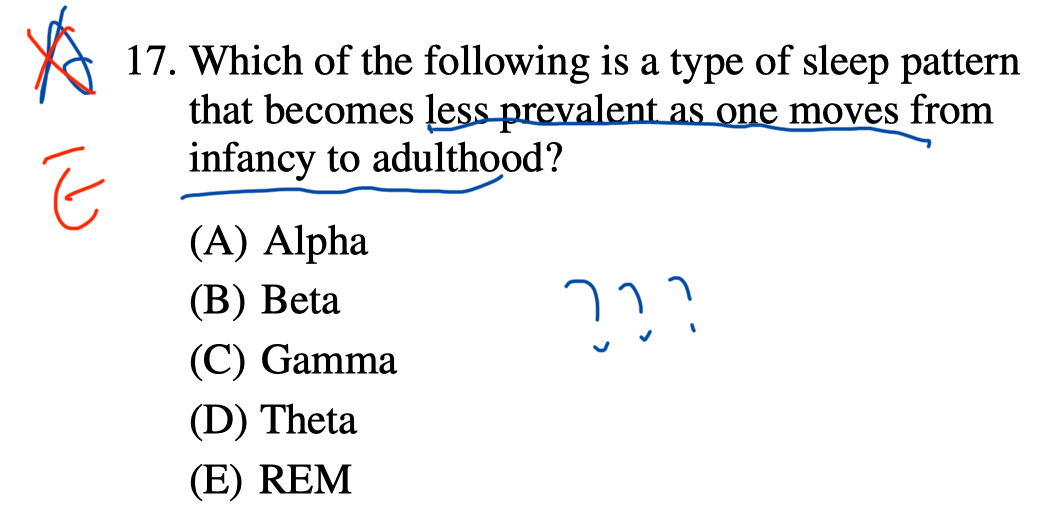 A
17. Which of the following is a type of sleep pattern
that becomes less prevalent as one moves from
infancy to adulthood?
E
(A) Alpha
(B) Beta
???
(C) Gamma
(D) Theta
(E) REM